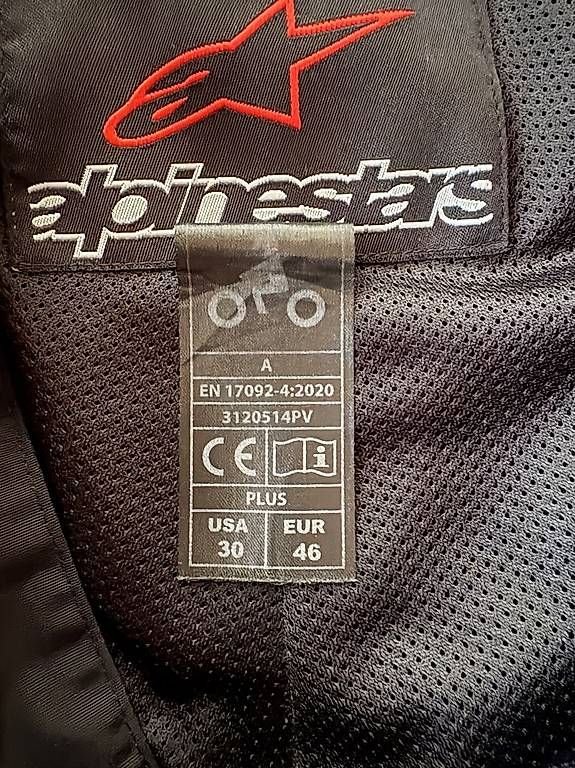 alpinestars
A
EN 17092-4:2020
3120514PV
CE i
PLUS
USA EUR
30 46